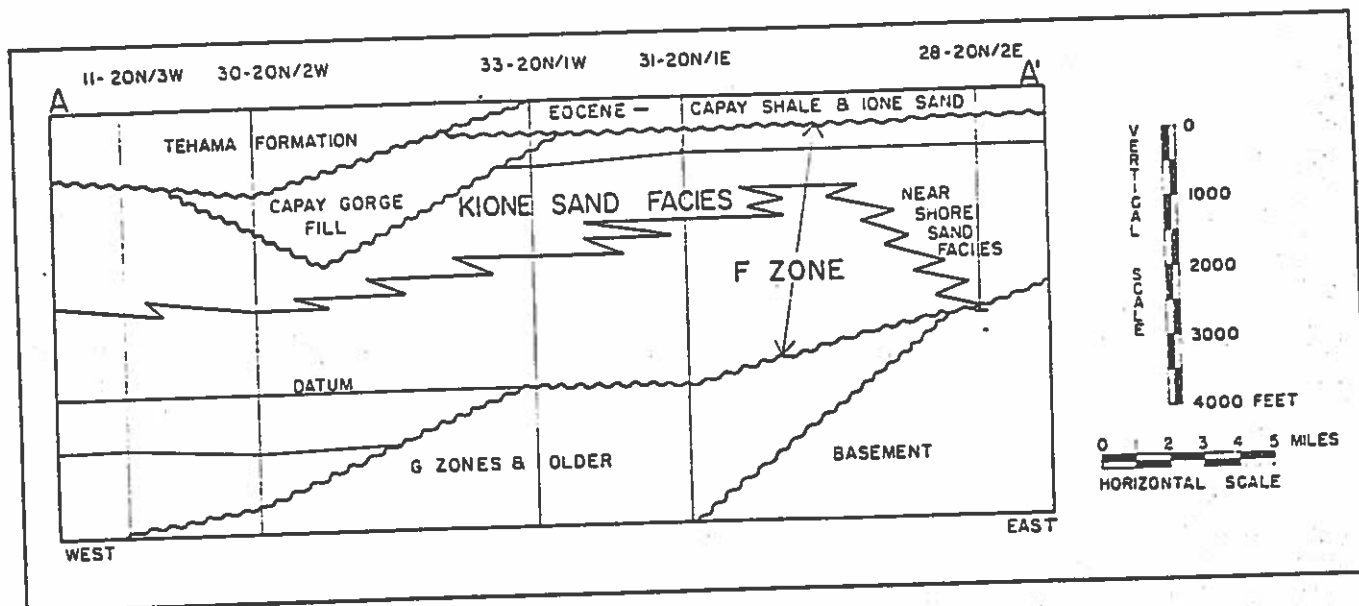 11-20N/3W
30-20N/2W
33-20N/1W
31-20N/1E
28-20N/2E
A
A'
EOCENE — CAPAY SHALE & IONE SAND
TEHAMA FORMATION
CAPAY GORGE
FILL
KIONE SAND FACIES
NEAR
SHORE
SAND
FACIES
F ZONE
DATUM
G ZONES & OLDER
BASEMENT
WEST
EAST
VERTICAL SCALE
0
1000
2000
3000
4000 FEET
0 1 2 3 4 5 MILES
HORIZONTAL SCALE